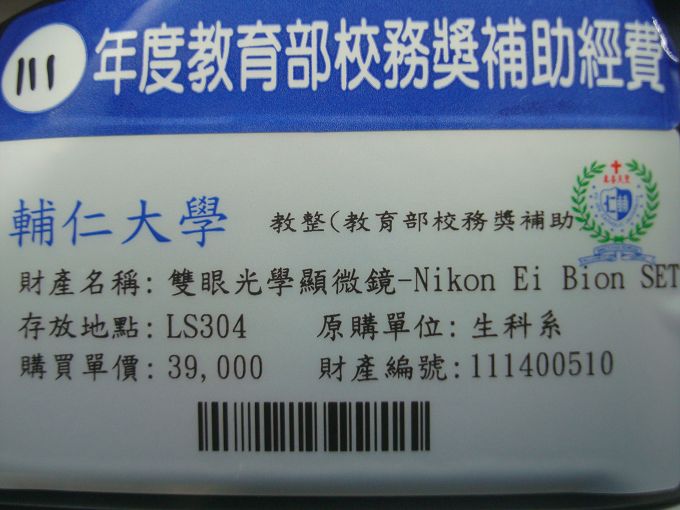 111 年度教育部校務獎補助經費
輔仁大學 教整(教育部校務獎補助
財產名稱: 雙眼光學顯微鏡-Nikon Ei Bion SET
存放地點: LS304 原購單位: 生科系
購買單價: 39,000 財產編號: 111400510